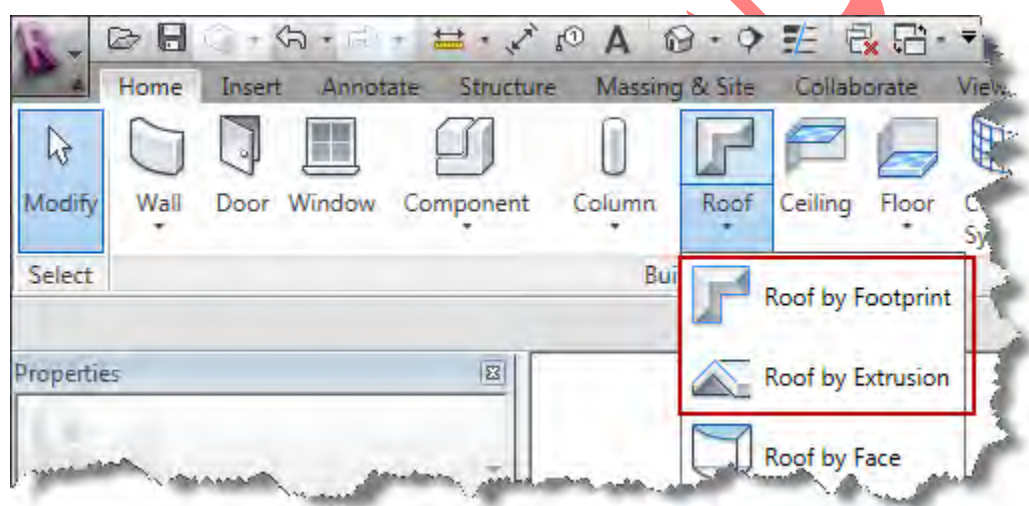 A
Home Insert Annotate Structure Massing & Site Collaborate View
Modify Wall Door Window Component Column Roof Ceiling Floor
Select
Roof by Footprint
Roof by Extrusion
Properties
Roof by Face